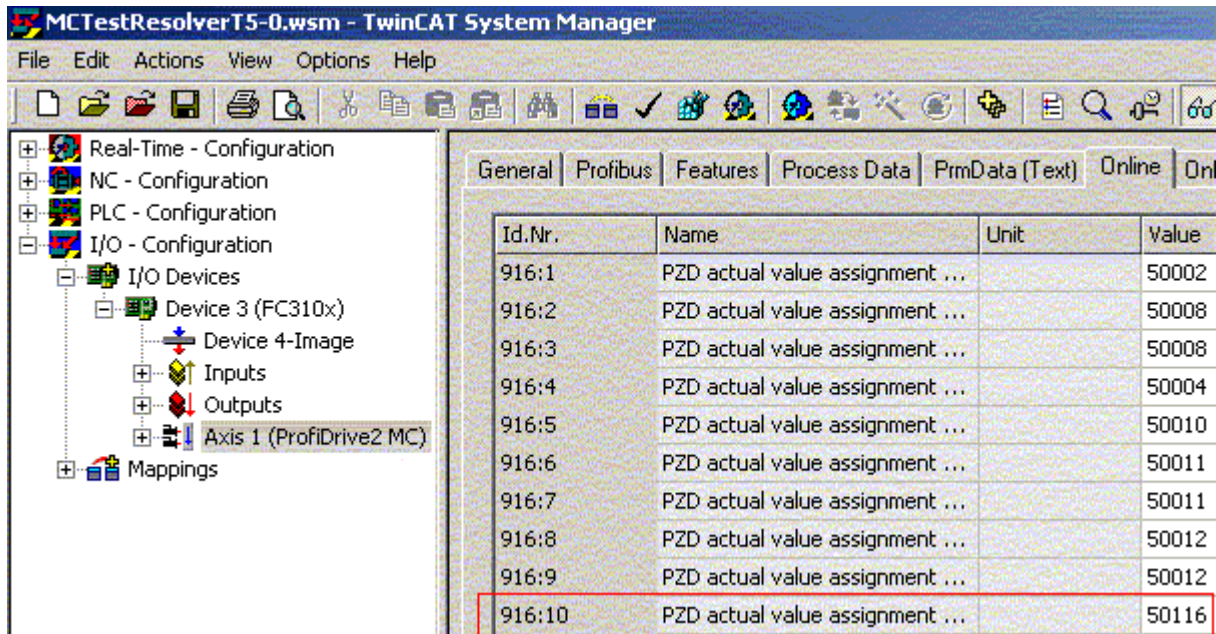 MCTestResolverT5-0.wsm - TwinCAT System Manager
File Edit Actions View Options Help
Real-Time - Configuration
NC - Configuration
PLC - Configuration
I/O - Configuration
I/O Devices
Device 3 (FC310x)
Device 4-Image
Inputs
Outputs
Axis 1 (ProfiDrive2 MC)
Mappings
General Profibus Features Process Data PrmData (Text) Online Onl
Id.Nr. Name Unit Value
916:1 PZD actual value assignment ... 50002
916:2 PZD actual value assignment ... 50008
916:3 PZD actual value assignment ... 50008
916:4 PZD actual value assignment ... 50004
916:5 PZD actual value assignment ... 50010
916:6 PZD actual value assignment ... 50011
916:7 PZD actual value assignment ... 50011
916:8 PZD actual value assignment ... 50012
916:9 PZD actual value assignment ... 50012
916:10 PZD actual value assignment ... 50116